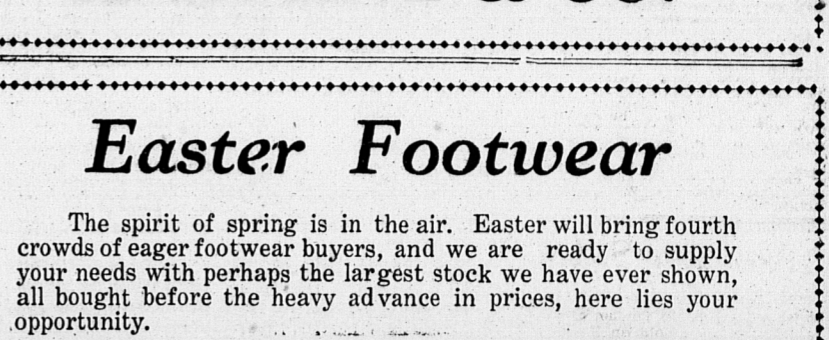 Easter Footwear
The spirit of spring is in the air. Easter will bring fourth
crowds of eager footwear buyers, and we are ready to supply
your needs with perhaps the largest stock we have ever shown,
all bought before the heavy advance in prices, here lies your
opportunity.